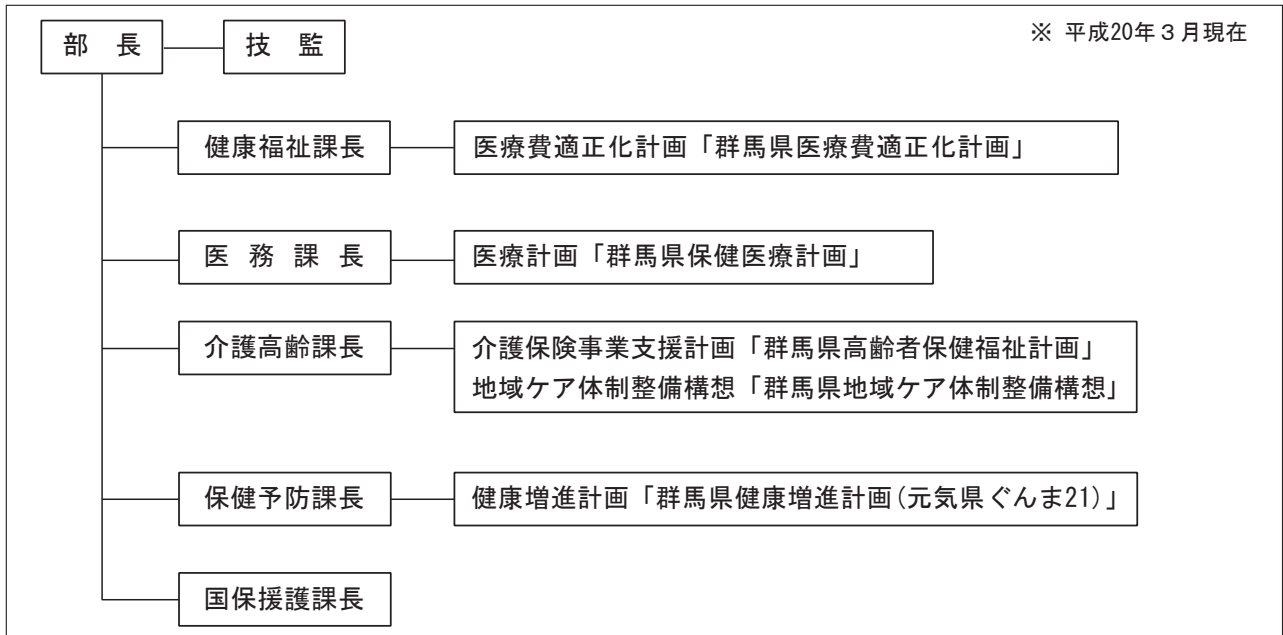 部　長
技　監
※ 平成20年３月現在
健康福祉課長
医療費適正化計画「群馬県医療費適正化計画」
医　務　課　長
医療計画「群馬県保健医療計画」
介護高齢課長
介護保険事業支援計画「群馬県高齢者保健福祉計画」
地域ケア体制整備構想「群馬県地域ケア体制整備構想」
保健予防課長
健康増進計画「群馬県健康増進計画(元気県ぐんま21)」
国保援護課長